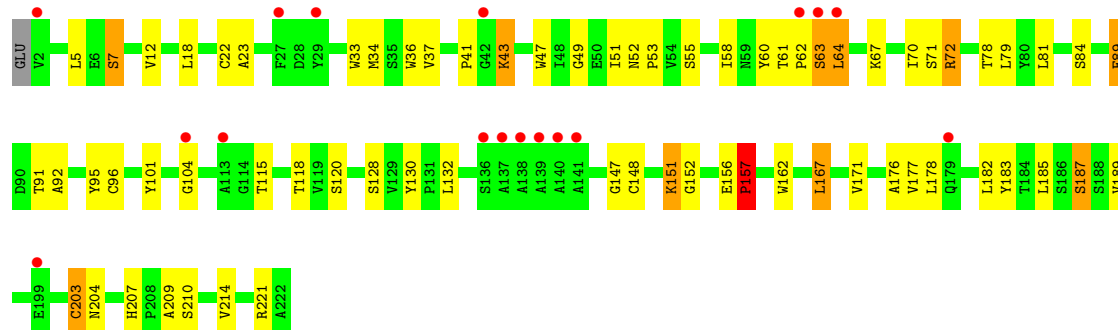 GLU V2 L5 E6 S7 V12 L18 C22 A23 F27 D28 Y29 W33 M34 S35 W36 V37 P41 G42 K43 W47 I48 G49 E50 I51 N52 P53 V54 S55 I58 N59 Y60 T61 P62 S63 L64 K67 I70 S71 R72 T78 L79 Y80 L81 S84
D90 T91 A92 Y95 C96 Y101 G104 A113 G114 T115 T118 V119 S120 S128 V129 Y130 P131 L132 S136 A137 A138 A139 A140 A141 G147 C148 K151 G152 E156 P157 W162 L167 V171 A176 V177 L178 Q179 L182 Y183 T184 L185 S186 S187 S188
E199 C203 N204 H207 P208 A209 S210 V214 R221 A222